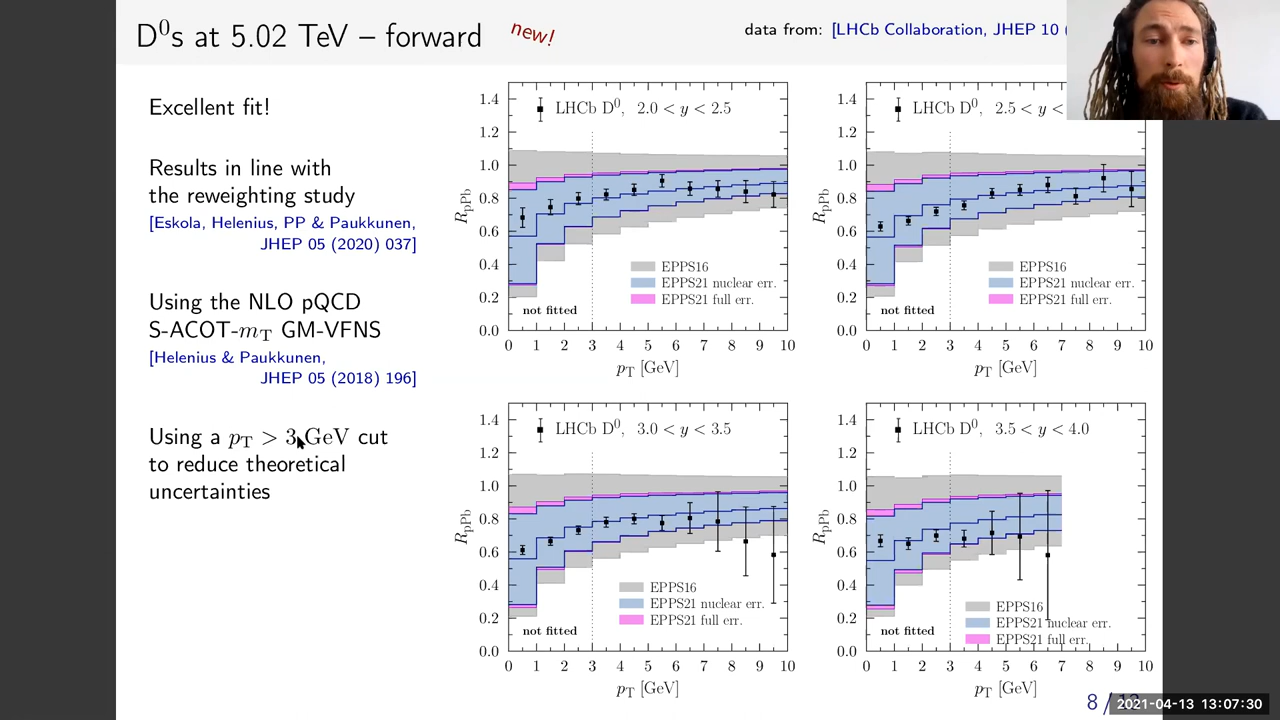 D⁰s at 5.02 TeV – forward
new!
data from: [LHCb Collaboration, JHEP 10 (
Excellent fit!
Results in line with
the reweighting study
[Eskola, Helenius, PP & Paukkunen,
JHEP 05 (2020) 037]
Using the NLO pQCD
S-ACOT-mT GM-VFNS
[Helenius & Paukkunen,
JHEP 05 (2018) 196]
Using a pT > 3 GeV cut
to reduce theoretical
uncertainties
LHCb D⁰, 2.0 < y < 2.5
1.4
1.2
1.0
0.8
0.6
0.4
0.2
0.0
RpPb
EPPS16
EPPS21 nuclear err.
EPPS21 full err.
not fitted
0 1 2 3 4 5 6 7 8 9 10
pT [GeV]
LHCb D⁰, 2.5 < y <
1.4
1.2
1.0
0.8
0.6
0.4
0.2
0.0
RpPb
EPPS16
EPPS21 nuclear err.
EPPS21 full err.
not fitted
0 1 2 3 4 5 6 7 8 9 10
pT [GeV]
LHCb D⁰, 3.0 < y < 3.5
1.4
1.2
1.0
0.8
0.6
0.4
0.2
0.0
RpPb
EPPS16
EPPS21 nuclear err.
EPPS21 full err.
not fitted
0 1 2 3 4 5 6 7 8 9 10
pT [GeV]
LHCb D⁰, 3.5 < y < 4.0
1.4
1.2
1.0
0.8
0.6
0.4
0.2
0.0
RpPb
EPPS16
EPPS21 nuclear err.
EPPS21 full err.
not fitted
0 1 2 3 4 5 6 7 8 9 10
pT [GeV]
8 /
2021-04-13 13:07:30